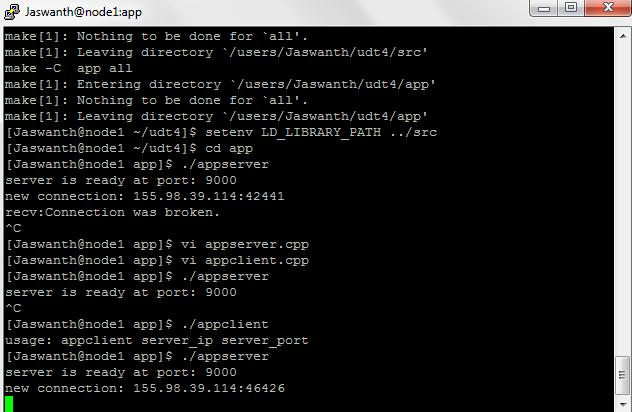 Jaswanth@node1:app
make[1]: Nothing to be done for `all'.
make[1]: Leaving directory `/users/Jaswanth/udt4/src'
make -C  app all
make[1]: Entering directory `/users/Jaswanth/udt4/app'
make[1]: Nothing to be done for `all'.
make[1]: Leaving directory `/users/Jaswanth/udt4/app'
[Jaswanth@node1 ~/udt4]$ setenv LD_LIBRARY_PATH ../src
[Jaswanth@node1 ~/udt4]$ cd app
[Jaswanth@node1 app]$ ./appserver
server is ready at port: 9000
new connection: 155.98.39.114:42441
recv:Connection was broken.
^C
[Jaswanth@node1 app]$ vi appserver.cpp
[Jaswanth@node1 app]$ vi appclient.cpp
[Jaswanth@node1 app]$ ./appserver
server is ready at port: 9000
^C
[Jaswanth@node1 app]$ ./appclient
usage: appclient server_ip server_port
[Jaswanth@node1 app]$ ./appserver
server is ready at port: 9000
new connection: 155.98.39.114:46426